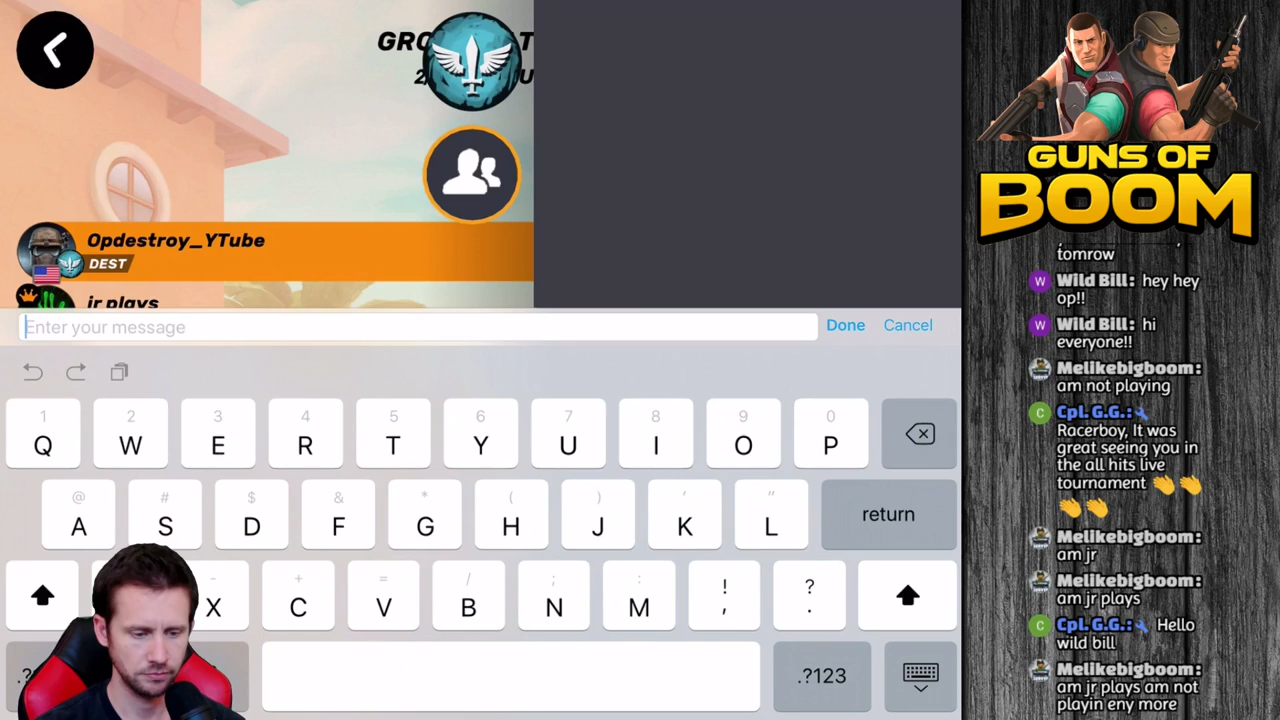 Opdestroy_YTube
DEST
jr plays
Enter your message
Done
Cancel
1 2 3 4 5 6 7 8 9 0
Q W E R T Y U I O P
@ # $ & * ( ) ' "
A S D F G H J K L return
- + = / ; : ! ?
X C V B N M , .
.?123
GUNS OF
BOOM
tomrow
Wild Bill: hey hey
op!!
Wild Bill: hi
everyone!!
Melikebigboom:
am not playing
Cpl. G.G.:
Racerboy, It was
great seeing you in
the all hits live
tournament 👏 👏
👏 👏
Melikebigboom:
am jr
Melikebigboom:
am jr plays
Cpl. G.G.: Hello
wild bill
Melikebigboom:
am jr plays am not
playin eny more